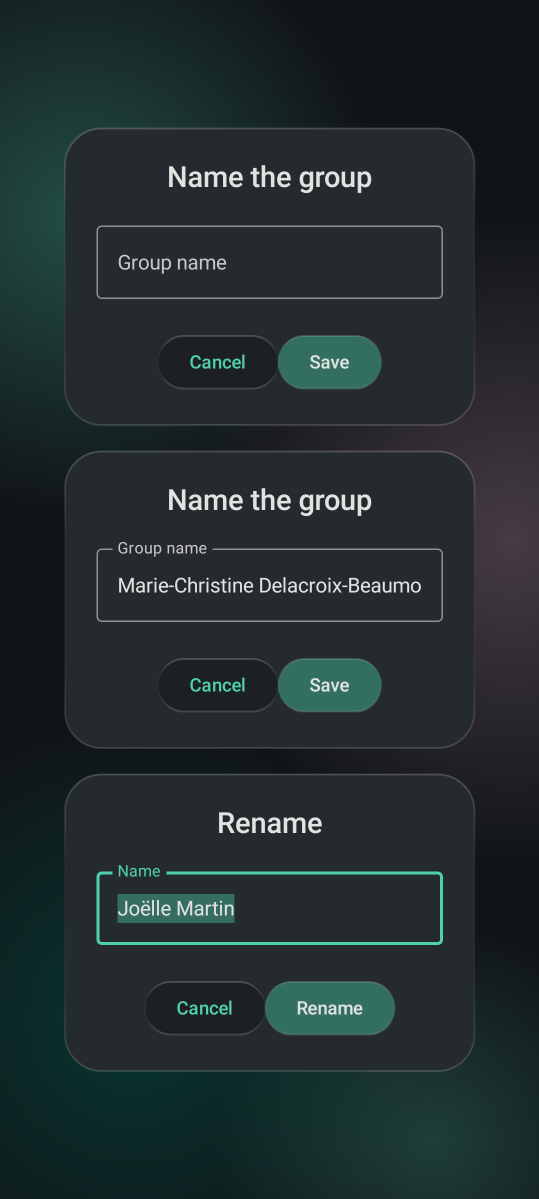 Name the group
Group name
Cancel Save
Name the group
Group name
Marie-Christine Delacroix-Beaumo
Cancel Save
Rename
Name
Joëlle Martin
Cancel Rename